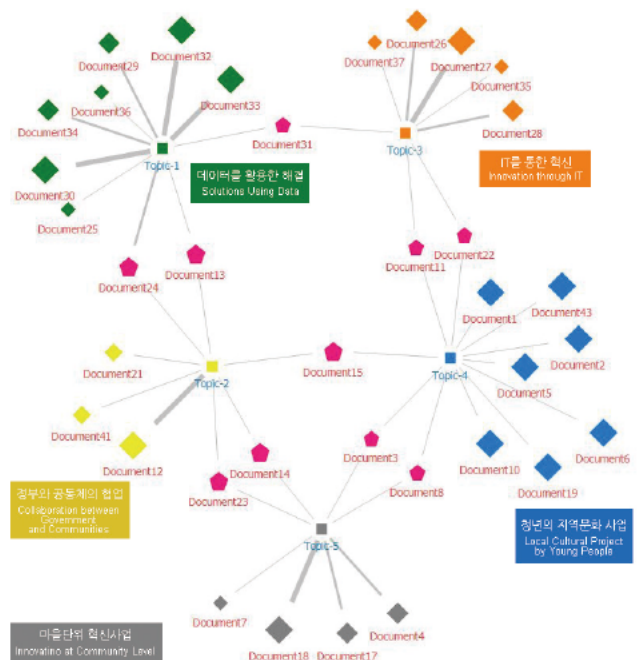 Document26
Document32
Document37
Document27
Document29
Document35
Document36
Document33
Document34
Document28
Document31
Topic-1
Topic-3
데이터를 활용한 해결
Solutions Using Data
IT를 통한 혁신
Innovation through IT
Document30
Document25
Document24
Document13
Document11
Document22
Document1
Document43
Document2
Document21
Topic-2
Document15
Topic-4
Document5
Document41
Document12
Document14
Document3
Document10
Document6
Document23
Document8
Document19
정부의 공동체의 협업
Collaboration between
Government
and Communities
청년의 지역문화 사업
Local Cultural Project
by Young People
Topic-5
Document7
Document4
Document18
Document17
마을단위 혁신사업
Innovatino at Community Level